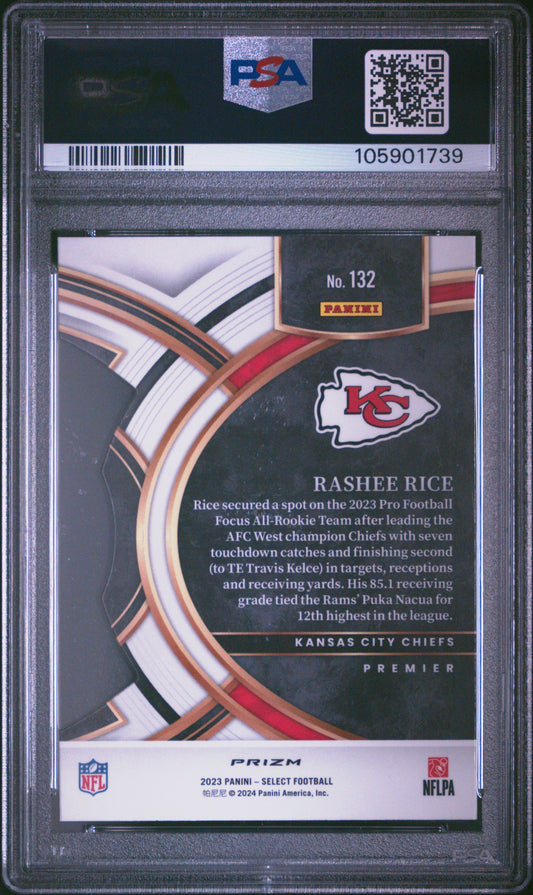 PSA
105901739
No. 132
PANINI
KC
RASHEE RICE
Rice secured a spot on the 2023 Pro Football
Focus All-Rookie Team after leading the
AFC West champion Chiefs with seven
touchdown catches and finishing second
(to TE Travis Kelce) in targets, receptions
and receiving yards. His 85.1 receiving
grade tied the Rams' Puka Nacua for
12th highest in the league.
KANSAS CITY CHIEFS
PREMIER
PRIZM
NFL
2023 PANINI – SELECT FOOTBALL
帕尼尼 © 2024 Panini America, Inc.
NFLPA
PSA